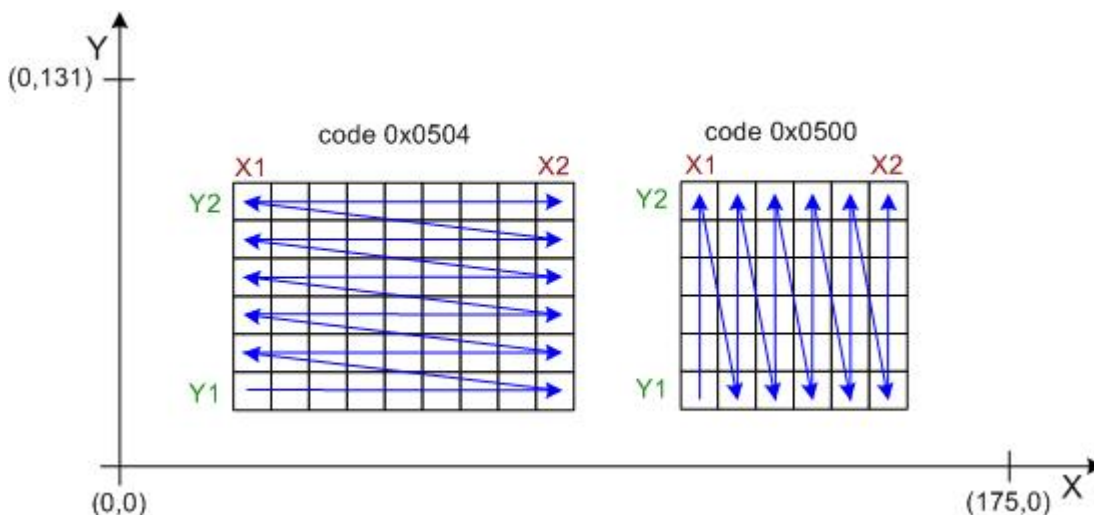 Y
(0,131)
code 0x0504
code 0x0500
X1 X2
X1 X2
Y2
Y2
Y1
Y1
X
(0,0)
(175,0)